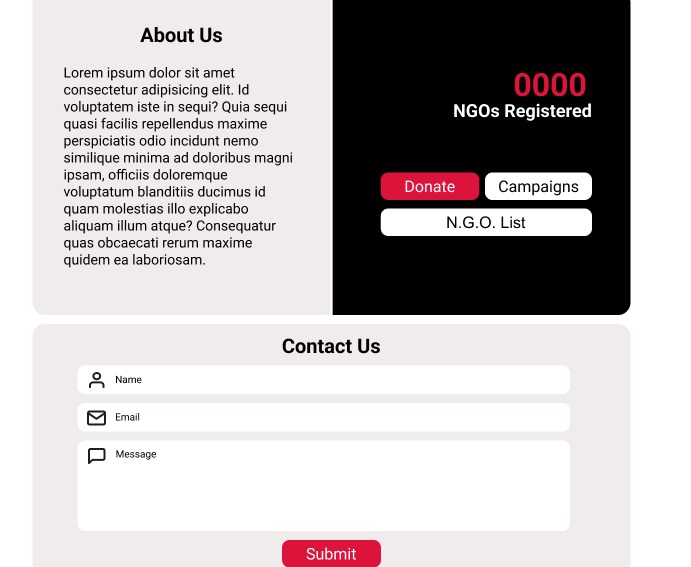 About Us
Lorem ipsum dolor sit amet
consectetur adipisicing elit. Id
voluptatem iste in sequi? Quia sequi
quasi facilis repellendus maxime
perspiciatis odio incidunt nemo
similique minima ad doloribus magni
ipsam, officiis doloremque
voluptatum blanditiis ducimus id
quam molestias illo explicabo
aliquam illum atque? Consequatur
quas obcaecati rerum maxime
quidem ea laboriosam.
0000
NGOs Registered
Donate
Campaigns
N.G.O. List
Contact Us
Name
Email
Message
Submit